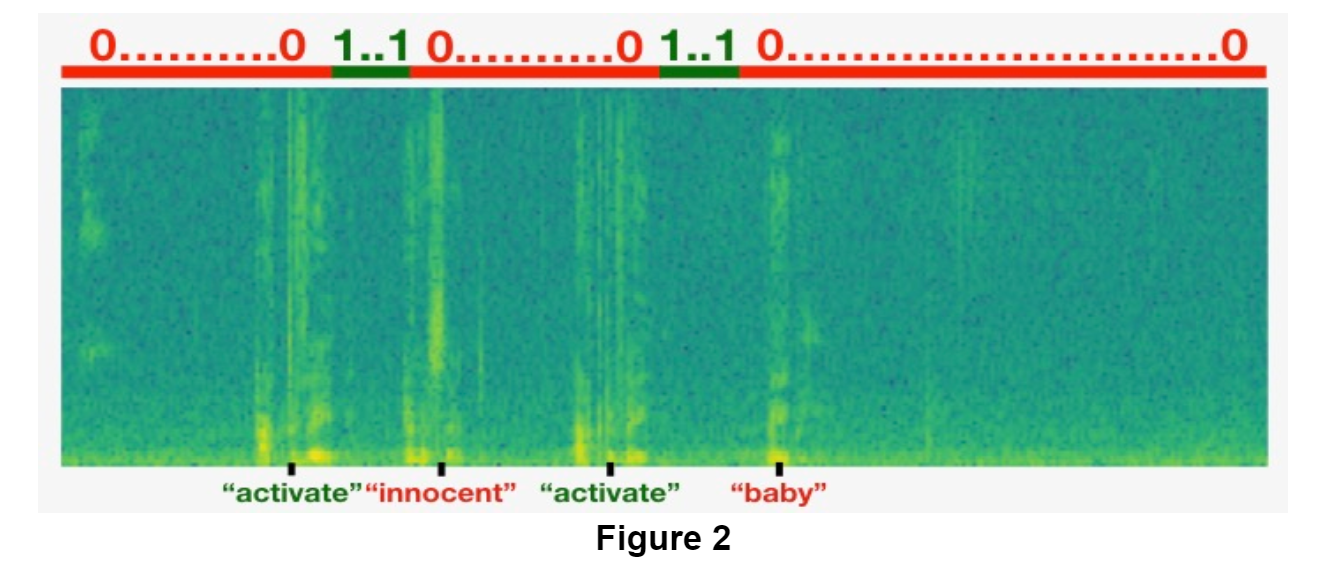 0..........0 1..1 0..........0 1..1 0...........................0
“activate” “innocent” “activate” “baby”
Figure 2